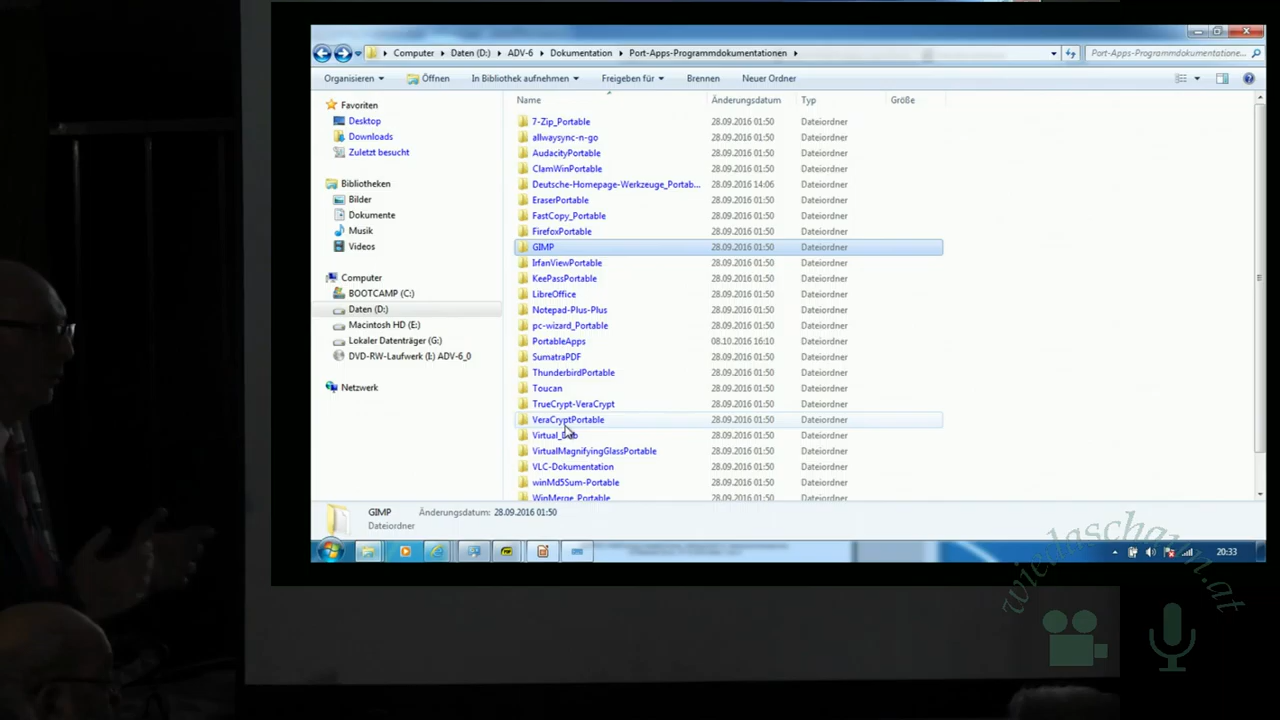 Computer Daten (D:) ADV-6 Dokumentation Port-Apps-Programmdokumentationen
Port-Apps-Programmdokumentatione...
Organisieren Öffnen In Bibliothek aufnehmen Freigeben für Brennen Neuer Ordner
Favoriten
Desktop
Downloads
Zuletzt besucht
Bibliotheken
Bilder
Dokumente
Musik
Videos
Computer
BOOTCAMP (C:)
Daten (D:)
Macintosh HD (E:)
Lokaler Datenträger (G:)
DVD-RW-Laufwerk (I:) ADV-6_0
Netzwerk
Name Änderungsdatum Typ Größe
7-Zip_Portable 28.09.2016 01:50 Dateiordner
allwaysync-n-go 28.09.2016 01:50 Dateiordner
AudacityPortable 28.09.2016 01:50 Dateiordner
ClamWinPortable 28.09.2016 01:50 Dateiordner
Deutsche-Homepage-Werkzeuge_Portab... 28.09.2016 14:06 Dateiordner
EraserPortable 28.09.2016 01:50 Dateiordner
FastCopy_Portable 28.09.2016 01:50 Dateiordner
FirefoxPortable 28.09.2016 01:50 Dateiordner
GIMP 28.09.2016 01:50 Dateiordner
IrfanViewPortable 28.09.2016 01:50 Dateiordner
KeePassPortable 28.09.2016 01:50 Dateiordner
LibreOffice 28.09.2016 01:50 Dateiordner
Notepad-Plus-Plus 28.09.2016 01:50 Dateiordner
pc-wizard_Portable 28.09.2016 01:50 Dateiordner
PortableApps 08.10.2016 16:10 Dateiordner
SumatraPDF 28.09.2016 01:50 Dateiordner
ThunderbirdPortable 28.09.2016 01:50 Dateiordner
Toucan 28.09.2016 01:50 Dateiordner
TrueCrypt-VeraCrypt 28.09.2016 01:50 Dateiordner
VeraCryptPortable 28.09.2016 01:50 Dateiordner
Virtual_Dub 28.09.2016 01:50 Dateiordner
VirtualMagnifyingGlassPortable 28.09.2016 01:50 Dateiordner
VLC-Dokumentation 28.09.2016 01:50 Dateiordner
winMd5Sum-Portable 28.09.2016 01:50 Dateiordner
WinMerge_Portable 28.09.2016 01:50 Dateiordner
GIMP Änderungsdatum: 28.09.2016 01:50
Dateiordner
20:33
wiedaschaun.at